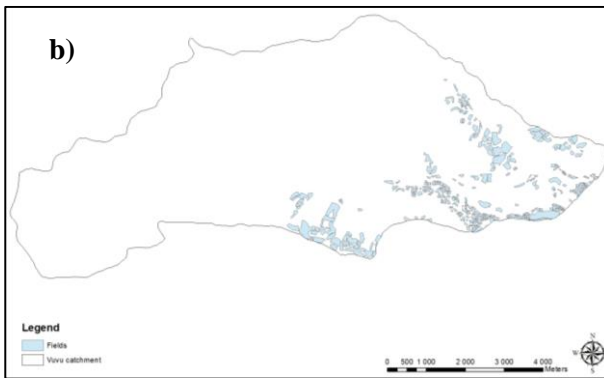 b)
Legend
Fields
Vuvu catchment
0 500 1 000 2 000 3 000 4 000
Meters
N
W E
S